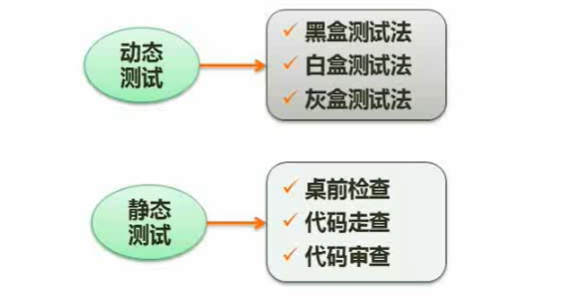 动态
测试
黑盒测试法
白盒测试法
灰盒测试法
静态
测试
桌前检查
代码走查
代码审查